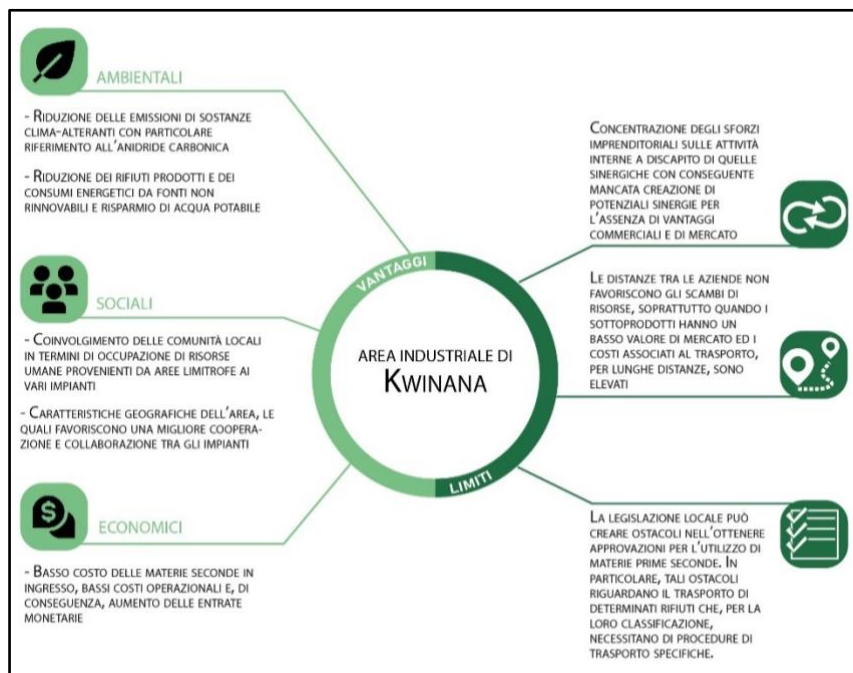 AMBIENTALI
- Riduzione delle emissioni di sostanze
clima-alteranti con particolare
riferimento all'anidride carbonica
- Riduzione dei rifiuti prodotti e dei
consumi energetici da fonti non
rinnovabili e risparmio di acqua potabile
SOCIALI
- Coinvolgimento delle comunità locali
in termini di occupazione di risorse
umane provenienti da aree limitrofe ai
vari impianti
- Caratteristiche geografiche dell'area, le
quali favoriscono una migliore coopera-
zione e collaborazione tra gli impianti
ECONOMICI
- Basso costo delle materie seconde in
ingresso, bassi costi operazionali e, di
conseguenza, aumento delle entrate
monetarie
VANTAGGI
AREA INDUSTRIALE DI
KWINANA
LIMITI
Concentrazione degli sforzi
imprenditoriali sulle attività
interne a discapito di quelle
sinergiche con conseguente
mancata creazione di
potenziali sinergie per
l'assenza di vantaggi
commerciali e di mercato
Le distanze tra le aziende non
favoriscono gli scambi di
risorse, soprattutto quando i
sottoprodotti hanno un
basso valore di mercato ed i
costi associati al trasporto,
per lunghe distanze, sono
elevati
La legislazione locale può
creare ostacoli nell'ottenere
approvazioni per l'utilizzo di
materie prime seconde. In
particolare, tali ostacoli
riguardano il trasporto di
determinati rifiuti che, per la
loro classificazione,
necessitano di procedure di
trasporto specifiche.